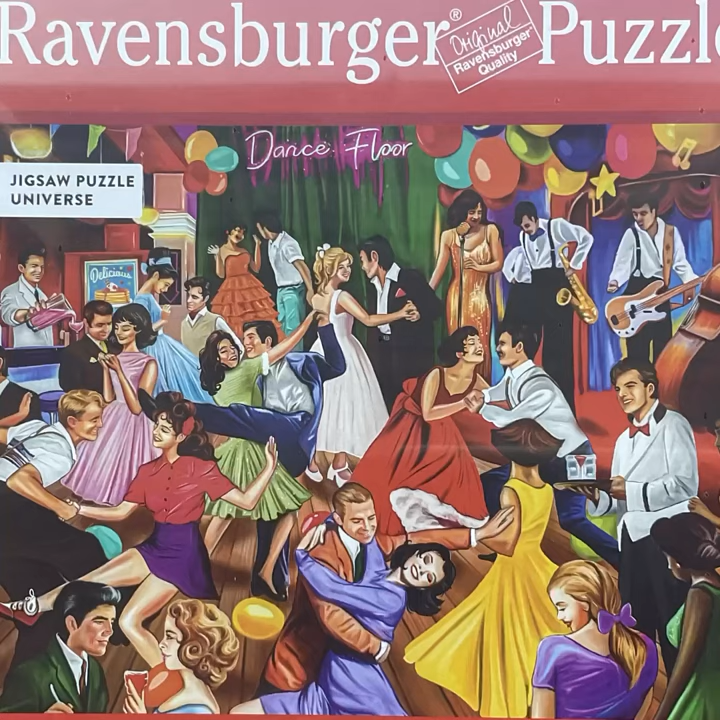 Ravensburger® Puzzle
Original
Ravensburger®
Quality
Dance Floor
JIGSAW PUZZLE
UNIVERSE
Delicious